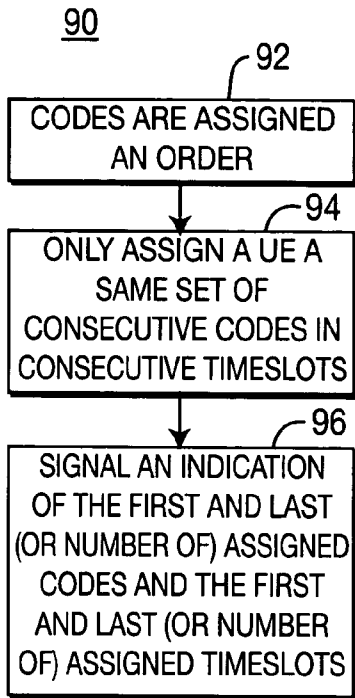 90
92
CODES ARE ASSIGNED
AN ORDER
94
ONLY ASSIGN A UE A
SAME SET OF
CONSECUTIVE CODES IN
CONSECUTIVE TIMESLOTS
96
SIGNAL AN INDICATION
OF THE FIRST AND LAST
(OR NUMBER OF) ASSIGNED
CODES AND THE FIRST
AND LAST (OR NUMBER
OF) ASSIGNED TIMESLOTS